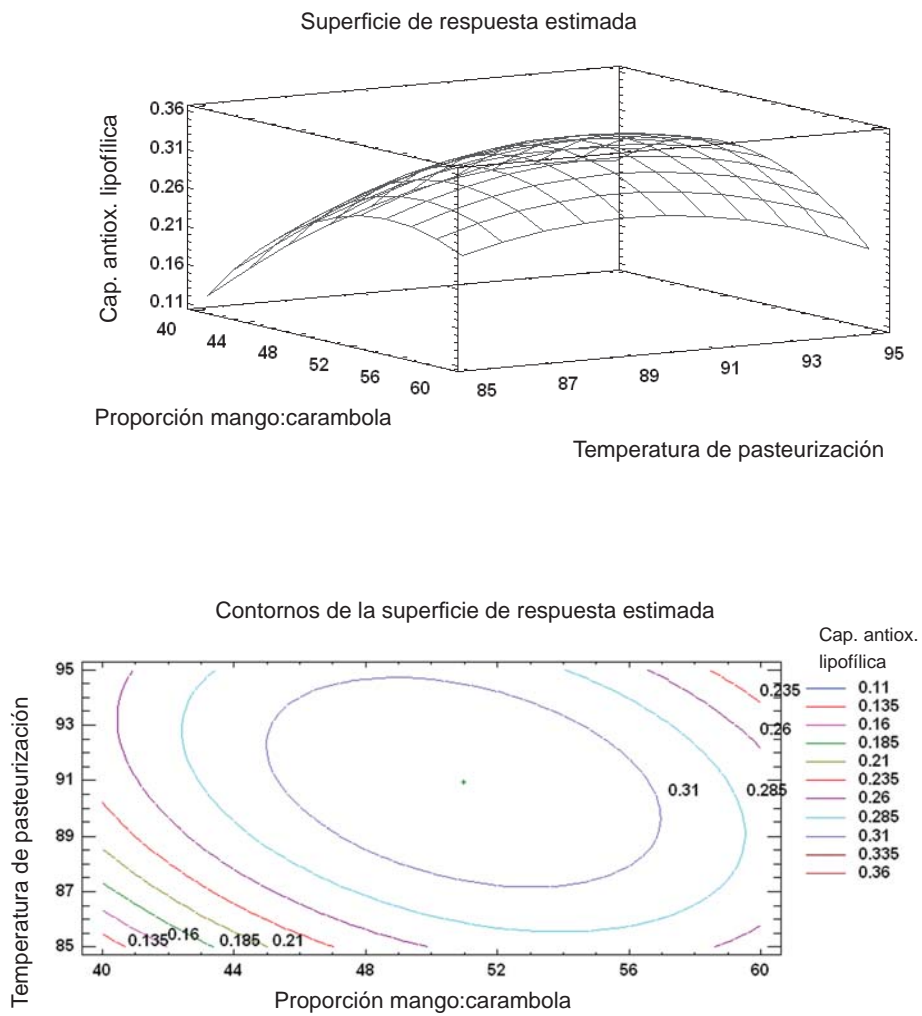 Superficie de respuesta estimada
Cap. antiox. lipofílica
0.36
0.31
0.26
0.21
0.16
0.11
40 44 48 52 56 60
85 87 89 91 93 95
Proporción mango:carambola
Temperatura de pasteurización
Contornos de la superficie de respuesta estimada
Cap. antiox.
lipofílica
0.11
0.135
0.16
0.185
0.21
0.235
0.26
0.285
0.31
0.335
0.36
Temperatura de pasteurización
95
93
91
89
87
85
0.235
0.26
0.31 0.285
0.135 0.16 0.185 0.21
40 44 48 52 56 60
Proporción mango:carambola